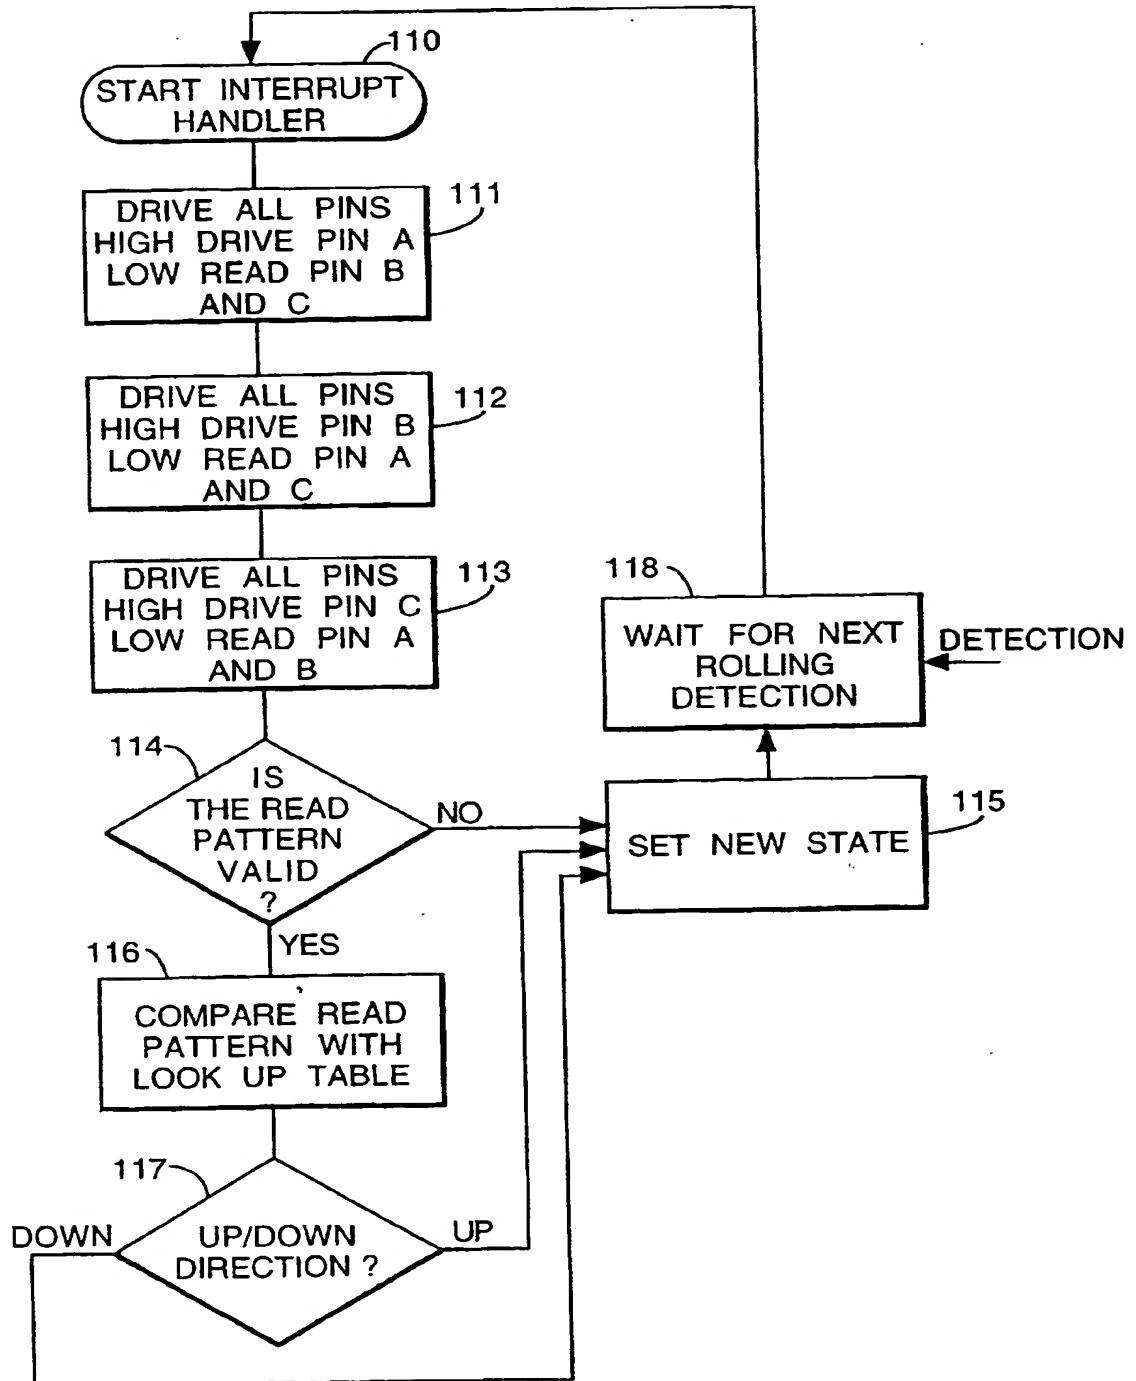 110
START INTERRUPT
HANDLER
111
DRIVE ALL PINS
HIGH DRIVE PIN A
LOW READ PIN B
AND C
112
DRIVE ALL PINS
HIGH DRIVE PIN B
LOW READ PIN A
AND C
113
DRIVE ALL PINS
HIGH DRIVE PIN C
LOW READ PIN A
AND B
114
IS
THE READ
PATTERN
VALID
?
NO
YES
116
COMPARE READ
PATTERN WITH
LOOK UP TABLE
117
UP/DOWN
DIRECTION ?
DOWN
UP
118
WAIT FOR NEXT
ROLLING
DETECTION
DETECTION
115
SET NEW STATE